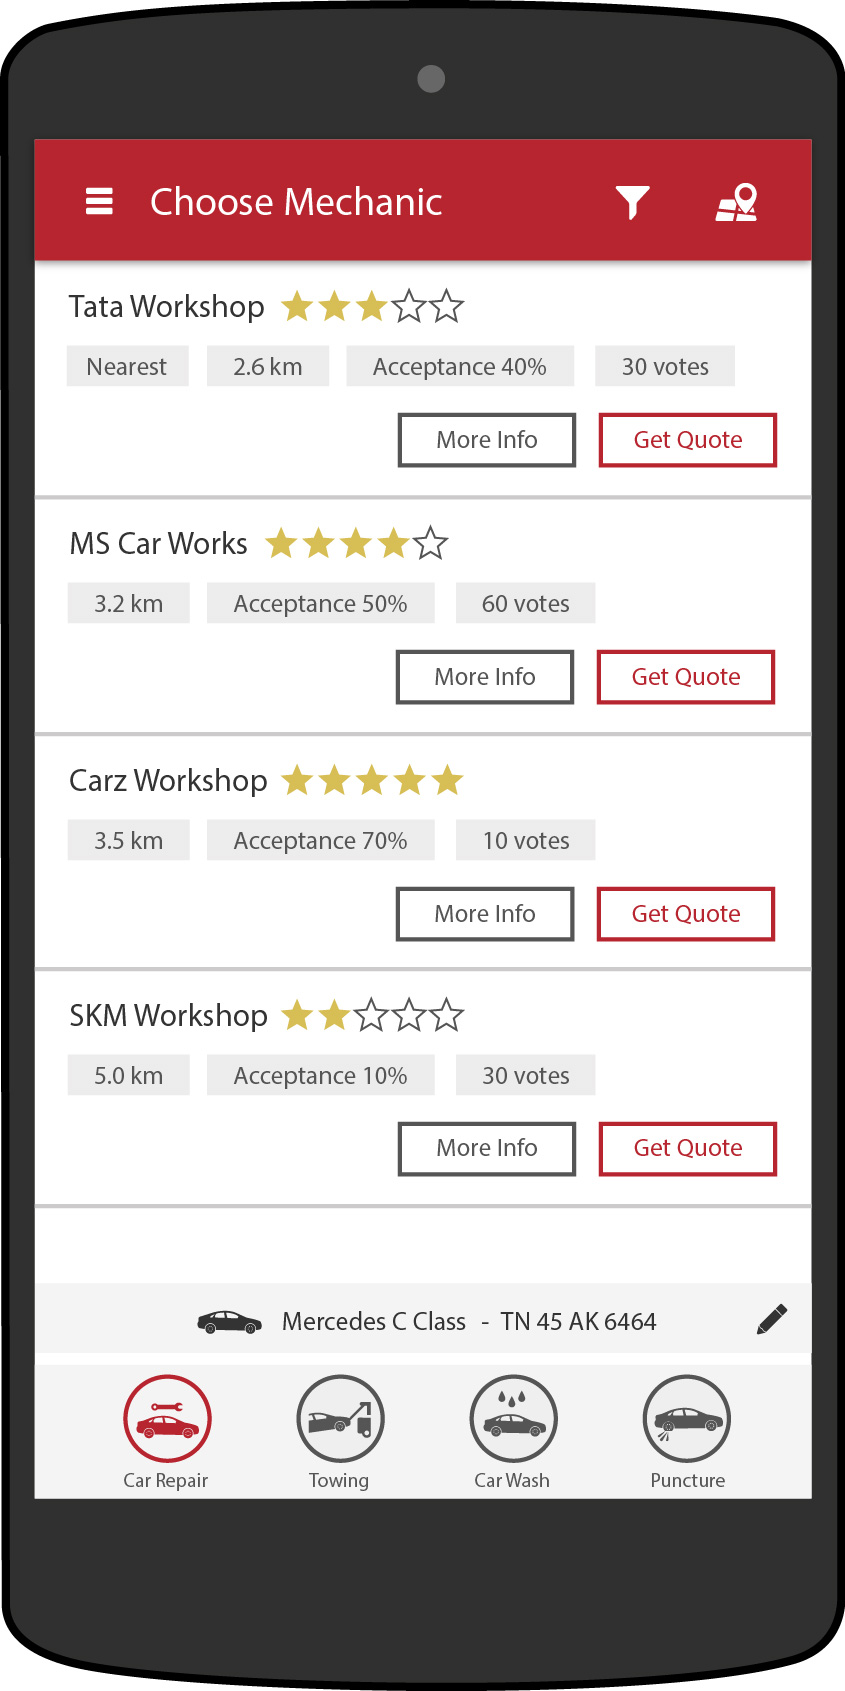 Choose Mechanic
Tata Workshop
Nearest 2.6 km Acceptance 40% 30 votes
More Info Get Quote
MS Car Works
3.2 km Acceptance 50% 60 votes
More Info Get Quote
Carz Workshop
3.5 km Acceptance 70% 10 votes
More Info Get Quote
SKM Workshop
5.0 km Acceptance 10% 30 votes
More Info Get Quote
Mercedes C Class - TN 45 AK 6464
Car Repair Towing Car Wash Puncture